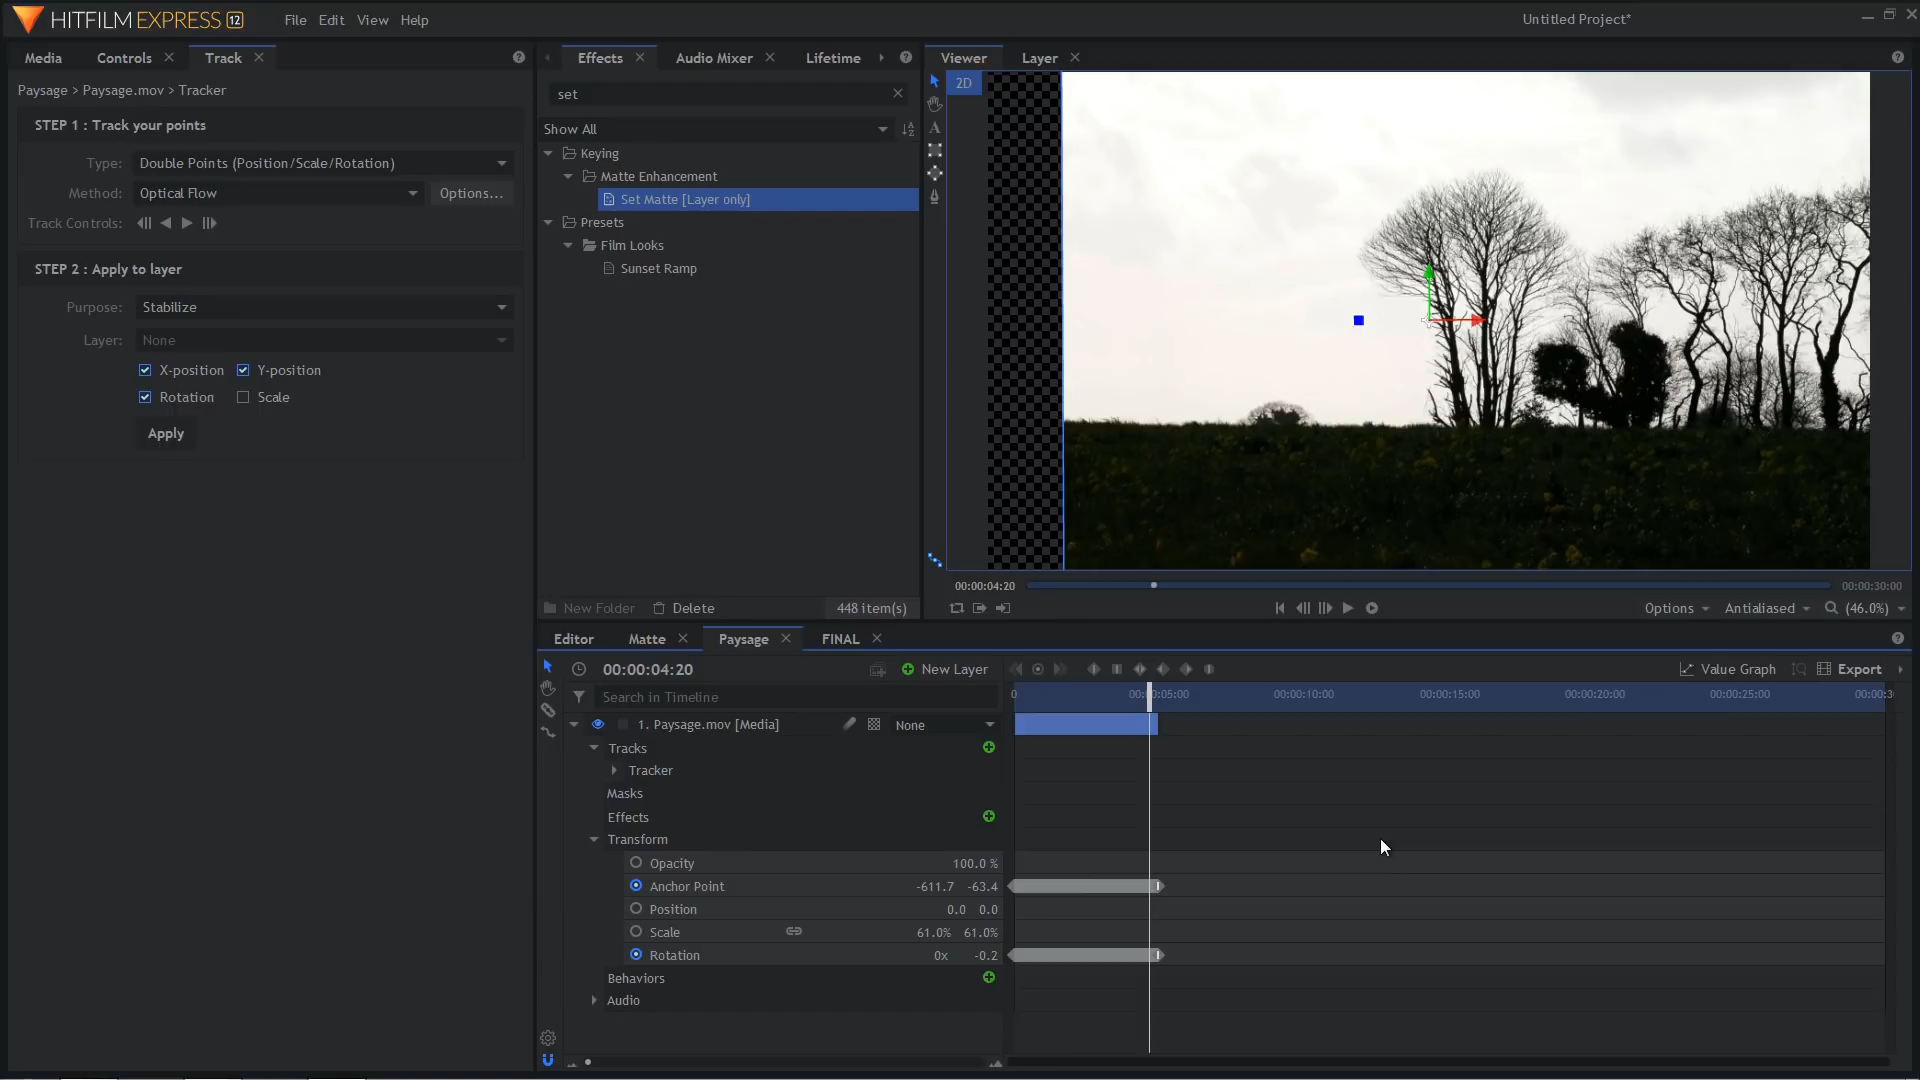 HITFILM EXPRESS 12
File Edit View Help
Untitled Project*
Media Controls Track
Paysage > Paysage.mov > Tracker
STEP 1 : Track your points
Type: Double Points (Position/Scale/Rotation)
Method: Optical Flow Options...
Track Controls:
STEP 2 : Apply to layer
Purpose: Stabilize
Layer: None
X-position Y-position
Rotation Scale
Apply
Effects Audio Mixer Lifetime
set
Show All
Keying
Matte Enhancement
Set Matte [Layer only]
Presets
Film Looks
Sunset Ramp
New Folder Delete 448 item(s)
Viewer Layer
2D
00:00:04:20 00:00:30:00
Options Antialiased (46.0%)
Editor Matte Paysage FINAL
00:00:04:20 New Layer
Value Graph Export
Search in Timeline
1. Paysage.mov [Media] None
Tracks
Tracker
Masks
Effects
Transform
Opacity 100.0 %
Anchor Point -611.7 -63.4
Position 0.0 0.0
Scale 61.0% 61.0%
Rotation 0x -0.2
Behaviors
Audio
0 00:00:05:00 00:00:10:00 00:00:15:00 00:00:20:00 00:00:25:00 00:00:3